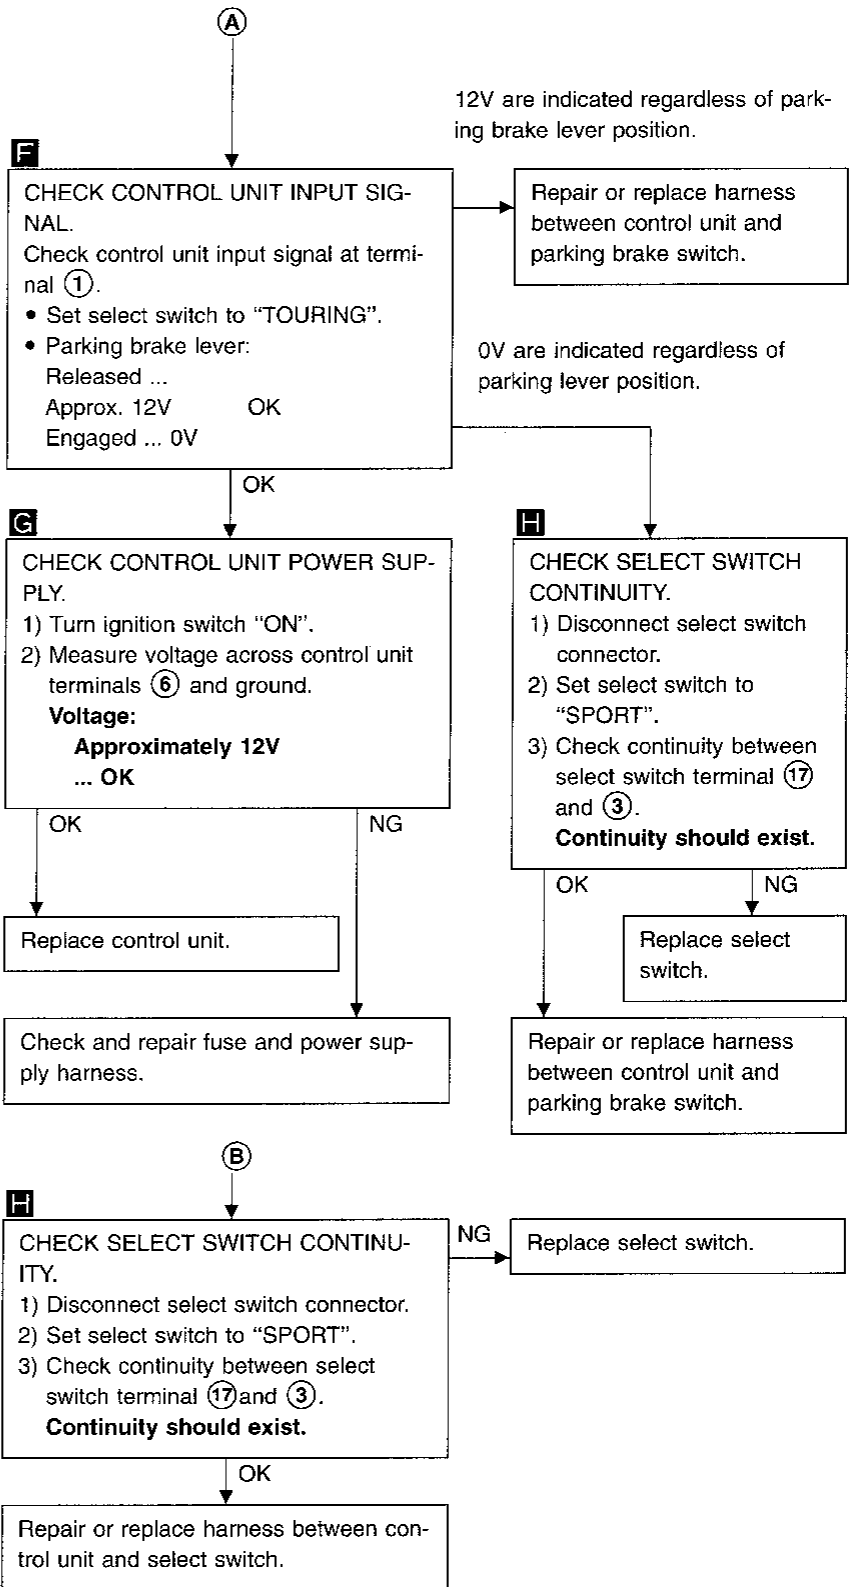 A
12V are indicated regardless of park-
ing brake lever position.
F
CHECK CONTROL UNIT INPUT SIG-
NAL.
Check control unit input signal at termi-
nal ①.
• Set select switch to "TOURING".
• Parking brake lever:
Released ...
Approx. 12V OK
Engaged ... 0V
Repair or replace harness
between control unit and
parking brake switch.
0V are indicated regardless of
parking lever position.
OK
G
CHECK CONTROL UNIT POWER SUP-
PLY.
1) Turn ignition switch "ON".
2) Measure voltage across control unit
terminals ⑥ and ground.
Voltage:
Approximately 12V
... OK
H
CHECK SELECT SWITCH
CONTINUITY.
1) Disconnect select switch
connector.
2) Set select switch to
"SPORT".
3) Check continuity between
select switch terminal ⑰
and ③.
Continuity should exist.
OK NG
Replace control unit.
Check and repair fuse and power sup-
ply harness.
OK NG
Replace select
switch.
Repair or replace harness
between control unit and
parking brake switch.
B
H
CHECK SELECT SWITCH CONTINU-
ITY.
1) Disconnect select switch connector.
2) Set select switch to "SPORT".
3) Check continuity between select
switch terminal ⑰and ③.
Continuity should exist.
NG
Replace select switch.
OK
Repair or replace harness between con-
trol unit and select switch.